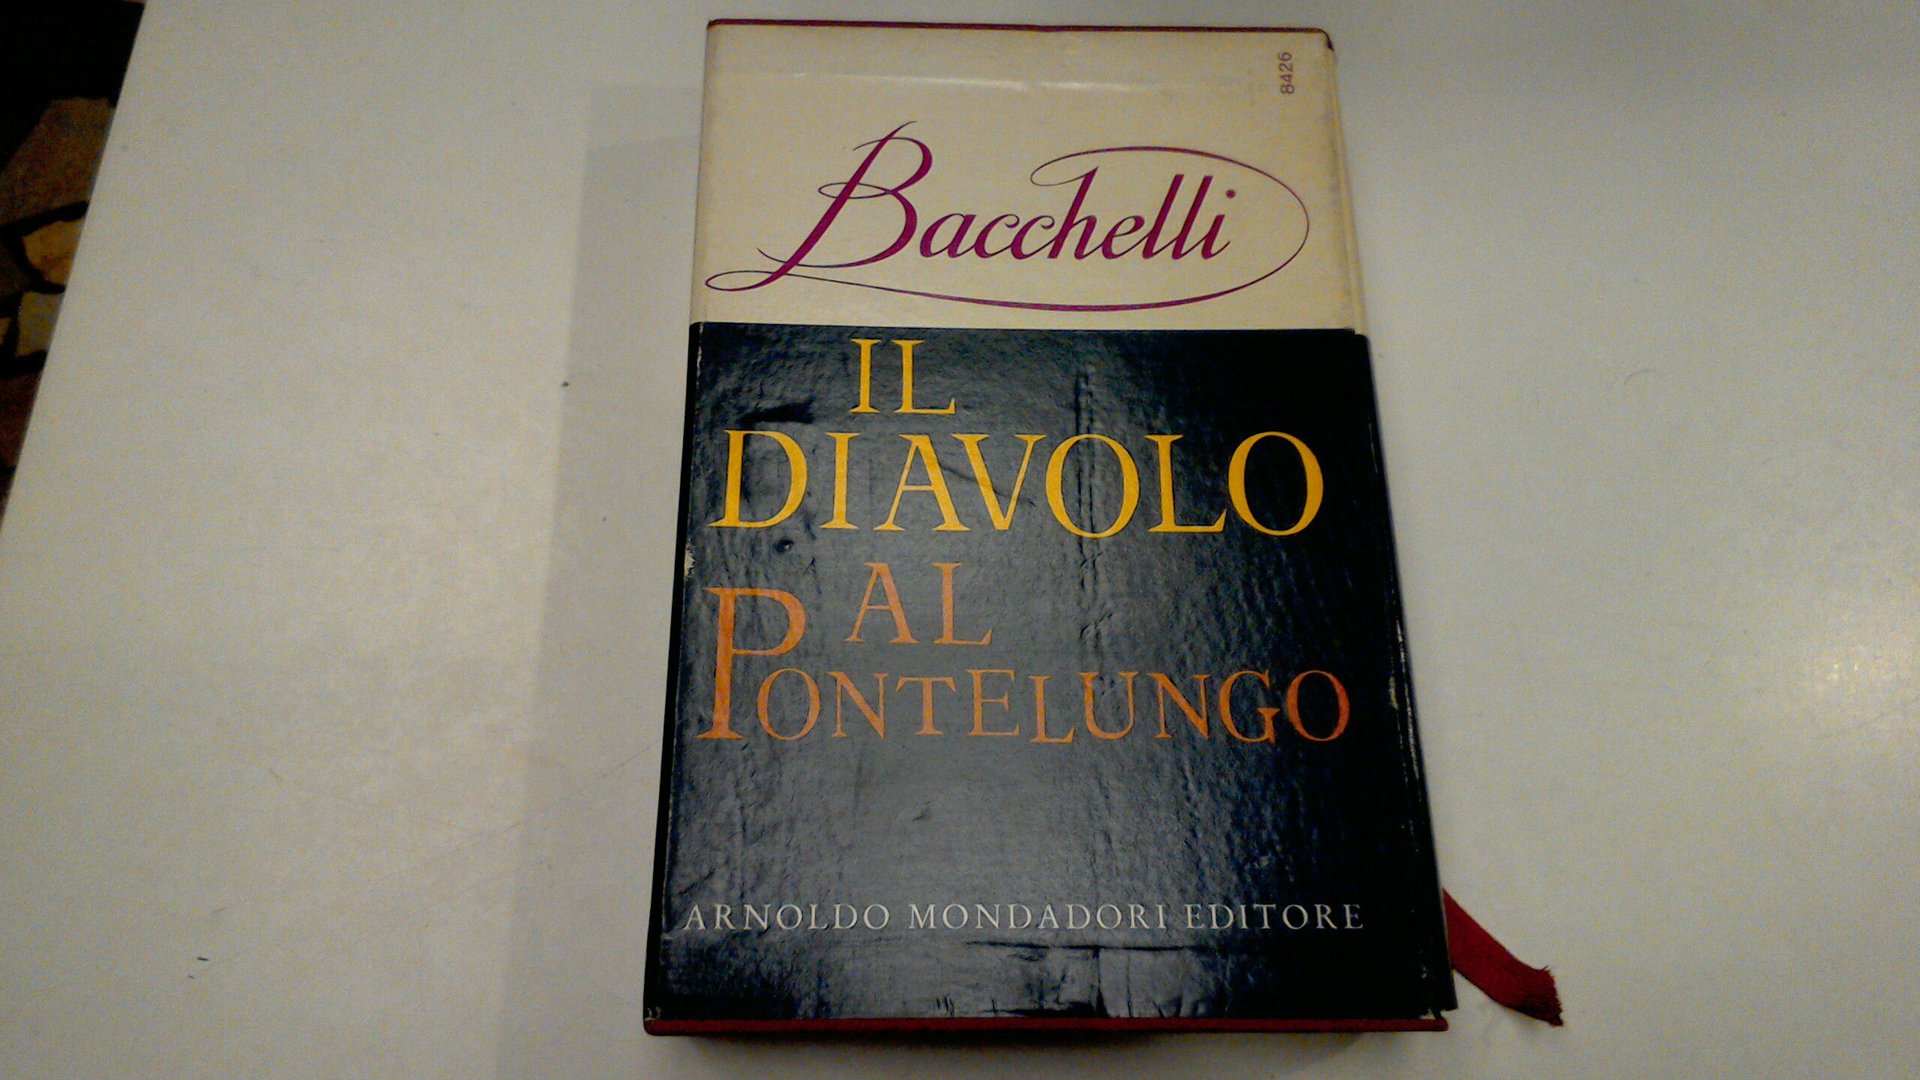 8426
Bacchelli
IL
DIAVOLO
AL
PONTELUNGO
ARNOLDO MONDADORI EDITORE